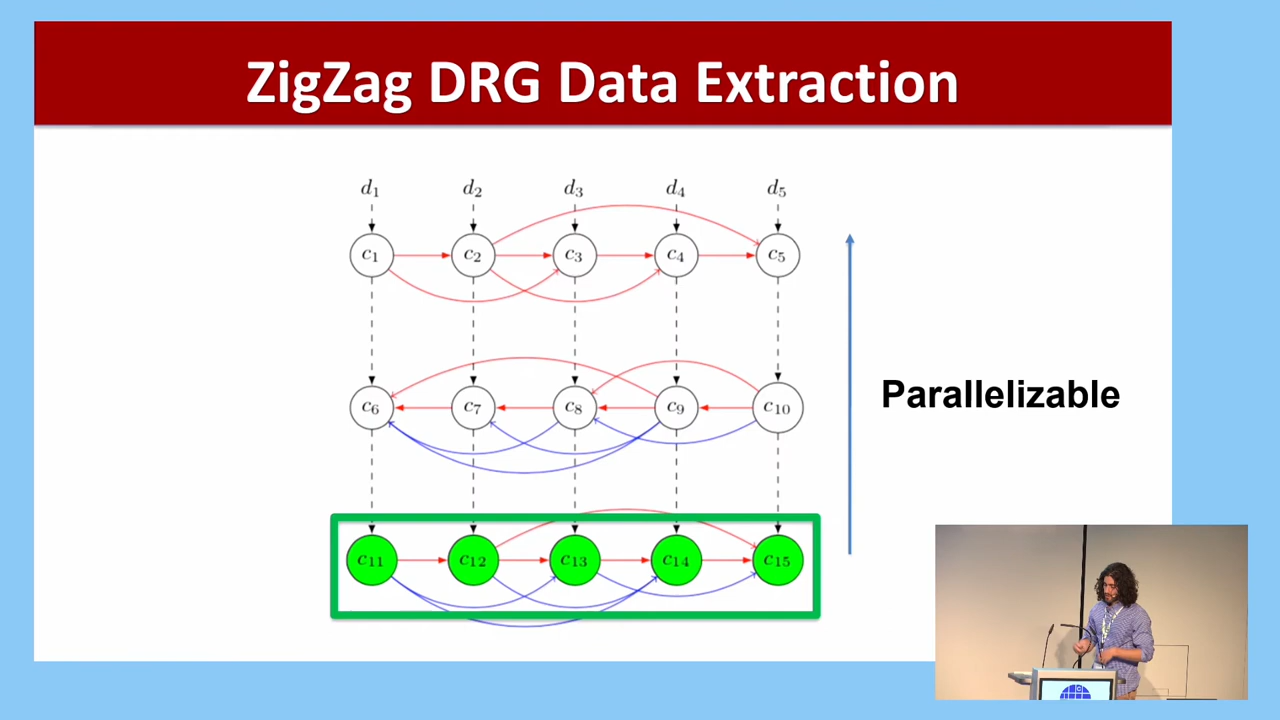 ZigZag DRG Data Extraction
d1 d2 d3 d4 d5
c1 c2 c3 c4 c5
Parallelizable
c6 c7 c8 c9 c10
c11 c12 c13 c14 c15